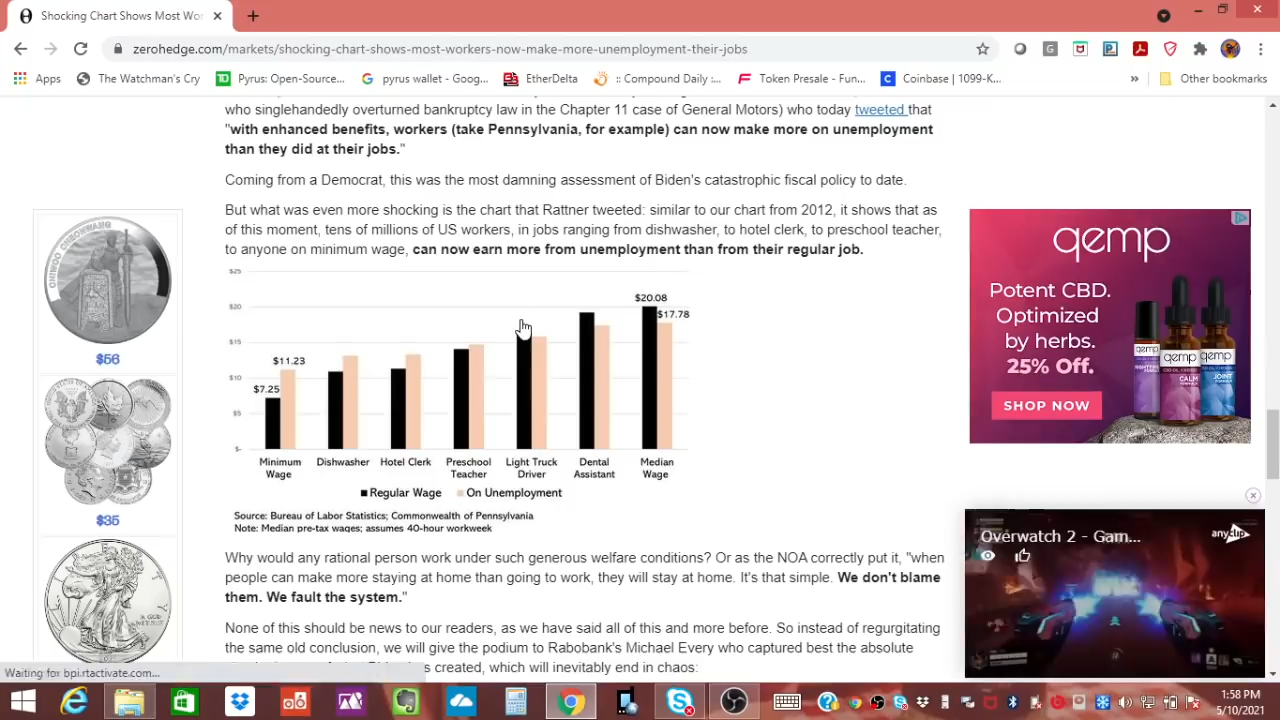 Shocking Chart Shows Most Wor
zerohedge.com/markets/shocking-chart-shows-most-workers-now-make-more-unemployment-their-jobs
Apps
The Watchman's Cry
Pyrus: Open-Source...
pyrus wallet - Goog...
EtherDelta
:: Compound Daily :...
Token Presale - Fun...
Coinbase | 1099-K...
»
Other bookmarks
who singlehandedly overturned bankruptcy law in the Chapter 11 case of General Motors) who today tweeted that
"with enhanced benefits, workers (take Pennsylvania, for example) can now make more on unemployment
than they did at their jobs."
Coming from a Democrat, this was the most damning assessment of Biden's catastrophic fiscal policy to date.
But what was even more shocking is the chart that Rattner tweeted: similar to our chart from 2012, it shows that as
of this moment, tens of millions of US workers, in jobs ranging from dishwasher, to hotel clerk, to preschool teacher,
to anyone on minimum wage, can now earn more from unemployment than from their regular job.
$25
$20
$15
$10
$5
$-
$7.25
$11.23
$20.08
$17.78
Minimum Wage
Dishwasher
Hotel Clerk
Preschool Teacher
Light Truck Driver
Dental Assistant
Median Wage
Regular Wage
On Unemployment
Source: Bureau of Labor Statistics; Commonwealth of Pennsylvania
Note: Median pre-tax wages; assumes 40-hour workweek
Why would any rational person work under such generous welfare conditions? Or as the NOA correctly put it, "when
people can make more staying at home than going to work, they will stay at home. It's that simple. We don't blame
them. We fault the system."
None of this should be news to our readers, as we have said all of this and more before. So instead of regurgitating
the same old conclusion, we will give the podium to Rabobank's Michael Every who captured best the absolute
s created, which will inevitably end in chaos:
$56
$35
qemp
Potent CBD.
Optimized
by herbs.
25% Off.
SHOP NOW
qemp
qemp
qemp
CALM
JOINT
Overwatch 2 - Gam...
anyclip
Waiting for bpi.rtactivate.com...
1:58 PM
5/10/2021